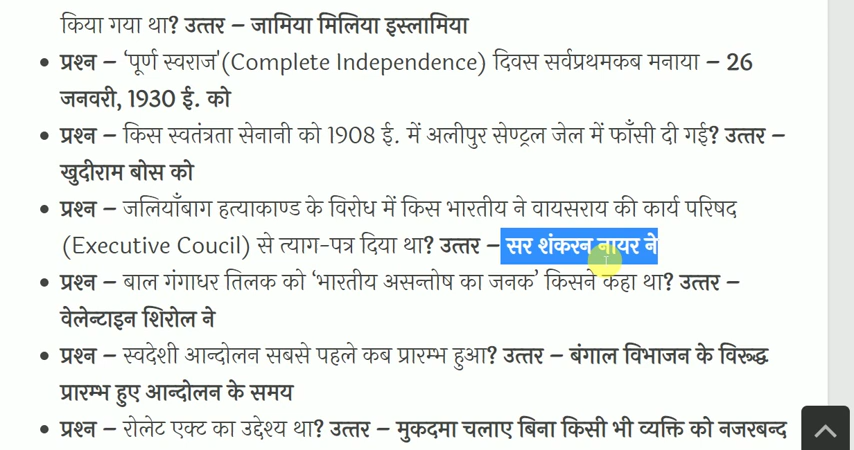 किया गया था? उत्तर – जामिया मिलिया इस्लामिया
प्रश्न – ‘पूर्ण स्वराज'(Complete Independence) दिवस सर्वप्रथमकब मनाया – 26
जनवरी, 1930 ई. को
प्रश्न – किस स्वतंत्रता सेनानी को 1908 ई. में अलीपुर सेण्ट्रल जेल में फाँसी दी गई? उत्तर –
खुदीराम बोस को
प्रश्न – जलियाँबाग हत्याकाण्ड के विरोध में किस भारतीय ने वायसराय की कार्य परिषद
(Executive Coucil) से त्याग-पत्र दिया था? उत्तर – सर शंकरन नायर ने
प्रश्न – बाल गंगाधर तिलक को ‘भारतीय असन्तोष का जनक’ किसने कहा था? उत्तर –
वेलेन्टाइन शिरोल ने
प्रश्न – स्वदेशी आन्दोलन सबसे पहले कब प्रारम्भ हुआ? उत्तर – बंगाल विभाजन के विरूद्ध
प्रारम्भ हुए आन्दोलन के समय
प्रश्न – रोलेट एक्ट का उद्देश्य था? उत्तर – मुकदमा चलाए बिना किसी भी व्यक्ति को नजरबन्द